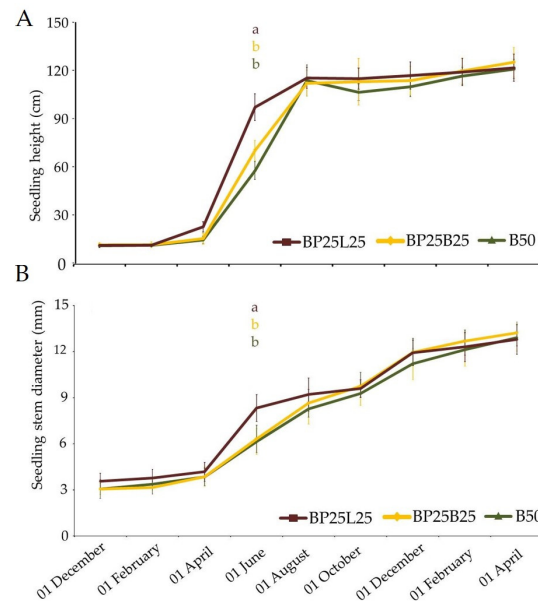 A
150
120
90
60
30
0
Seedling height (cm)
a
b
b
BP25L25 BP25B25 B50
B
15
12
9
6
3
0
Seedling stem diameter (mm)
a
b
b
BP25L25 BP25B25 B50
01 December 01 February 01 April 01 June 01 August 01 October 01 December 01 February 01 April